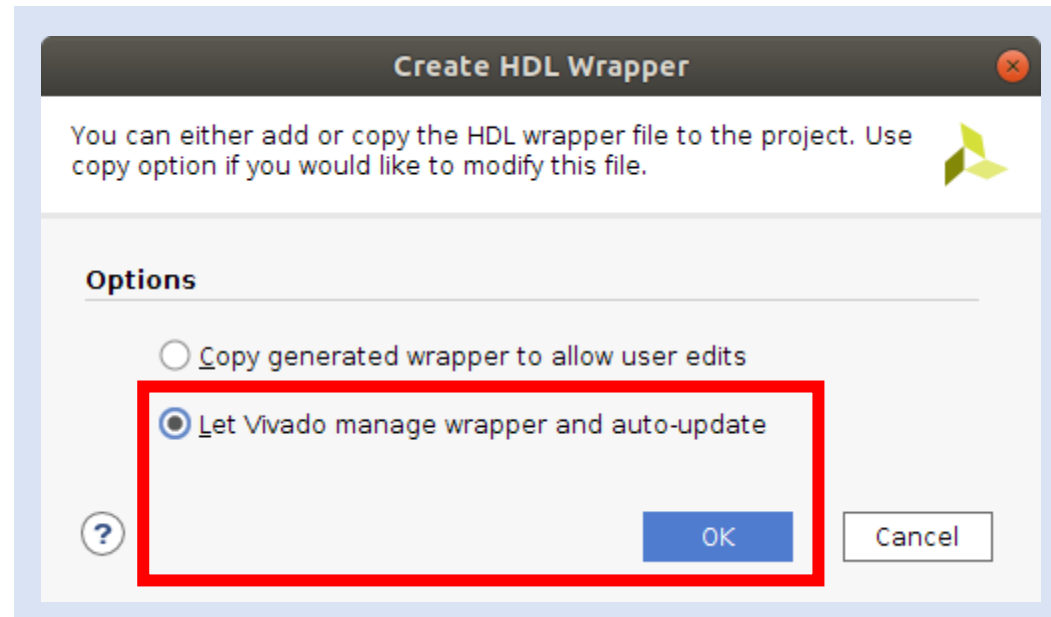 Create HDL Wrapper
You can either add or copy the HDL wrapper file to the project. Use
copy option if you would like to modify this file.
Options
Copy generated wrapper to allow user edits
Let Vivado manage wrapper and auto-update
?
OK
Cancel